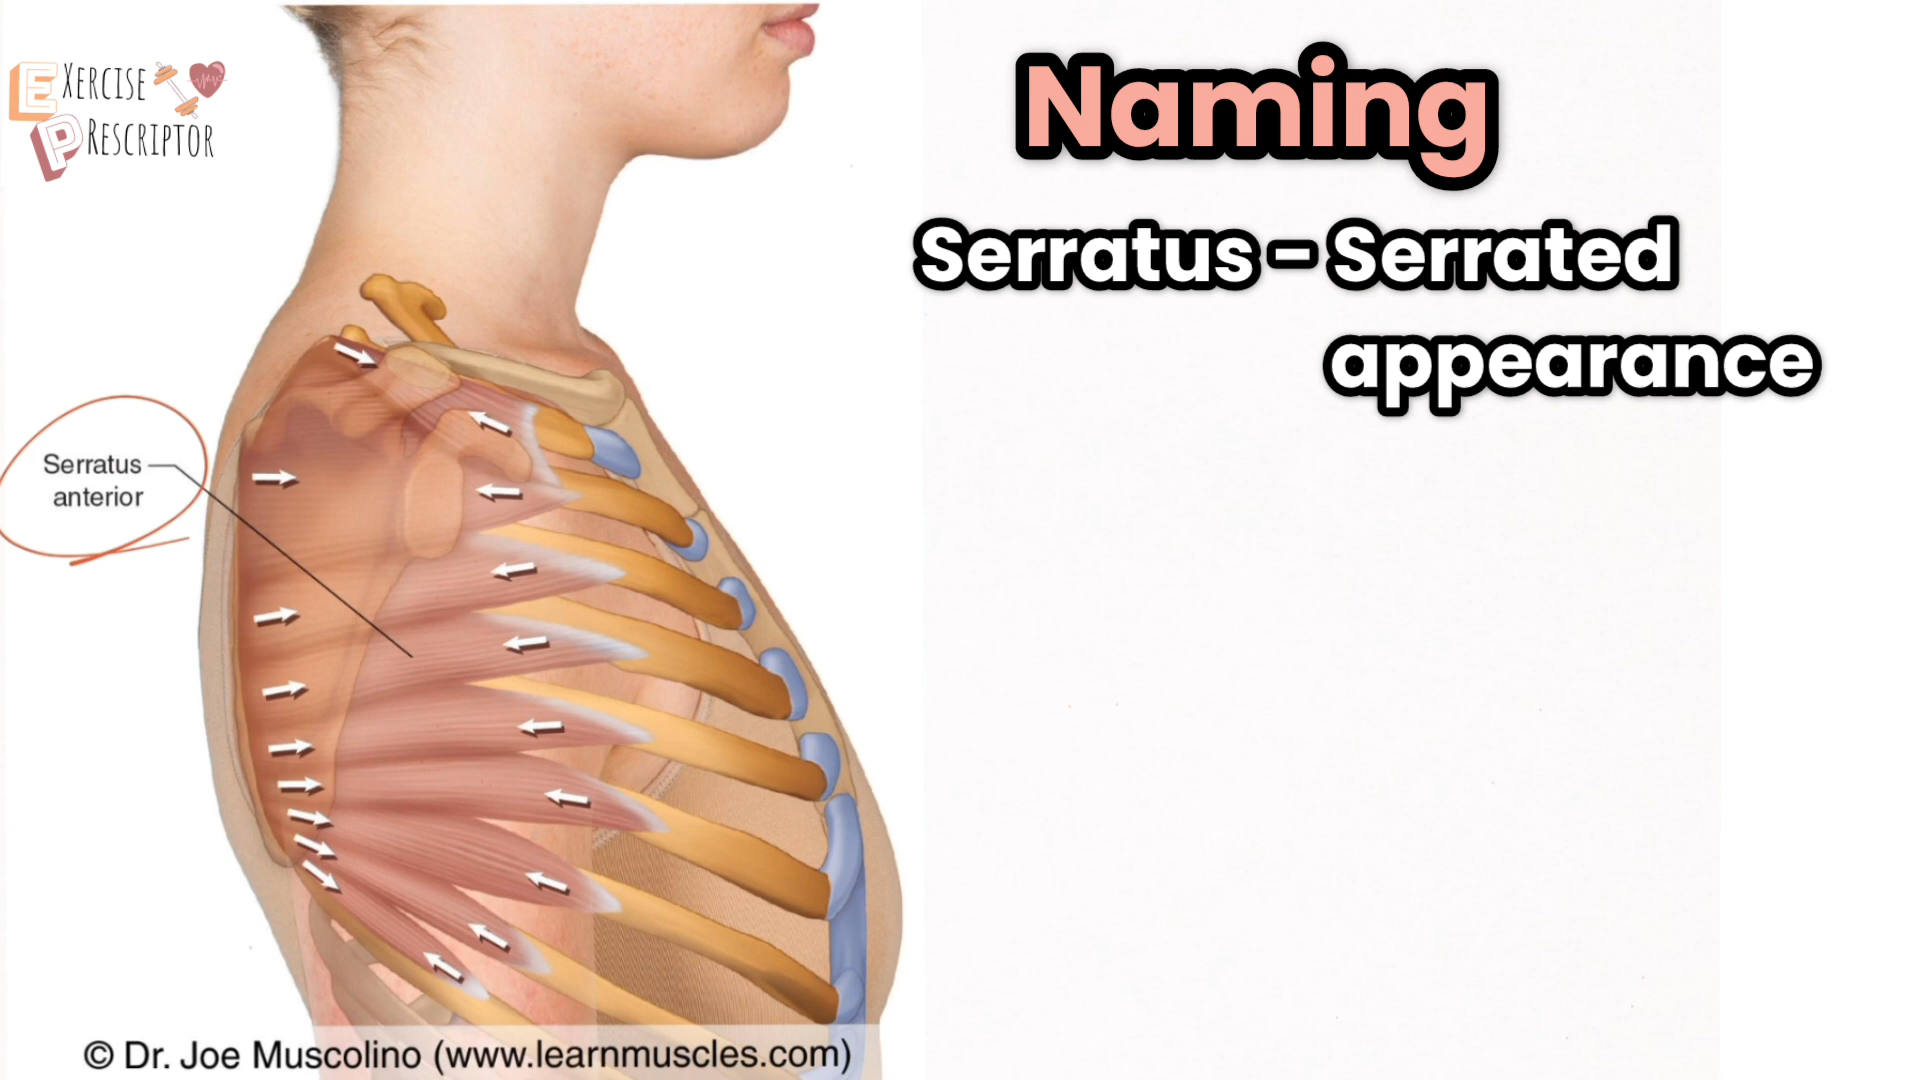 EXERCISE
PRESCRIPTOR
Naming
Serratus - Serrated
appearance
Serratus
anterior
© Dr. Joe Muscolino (www.learnmuscles.com)